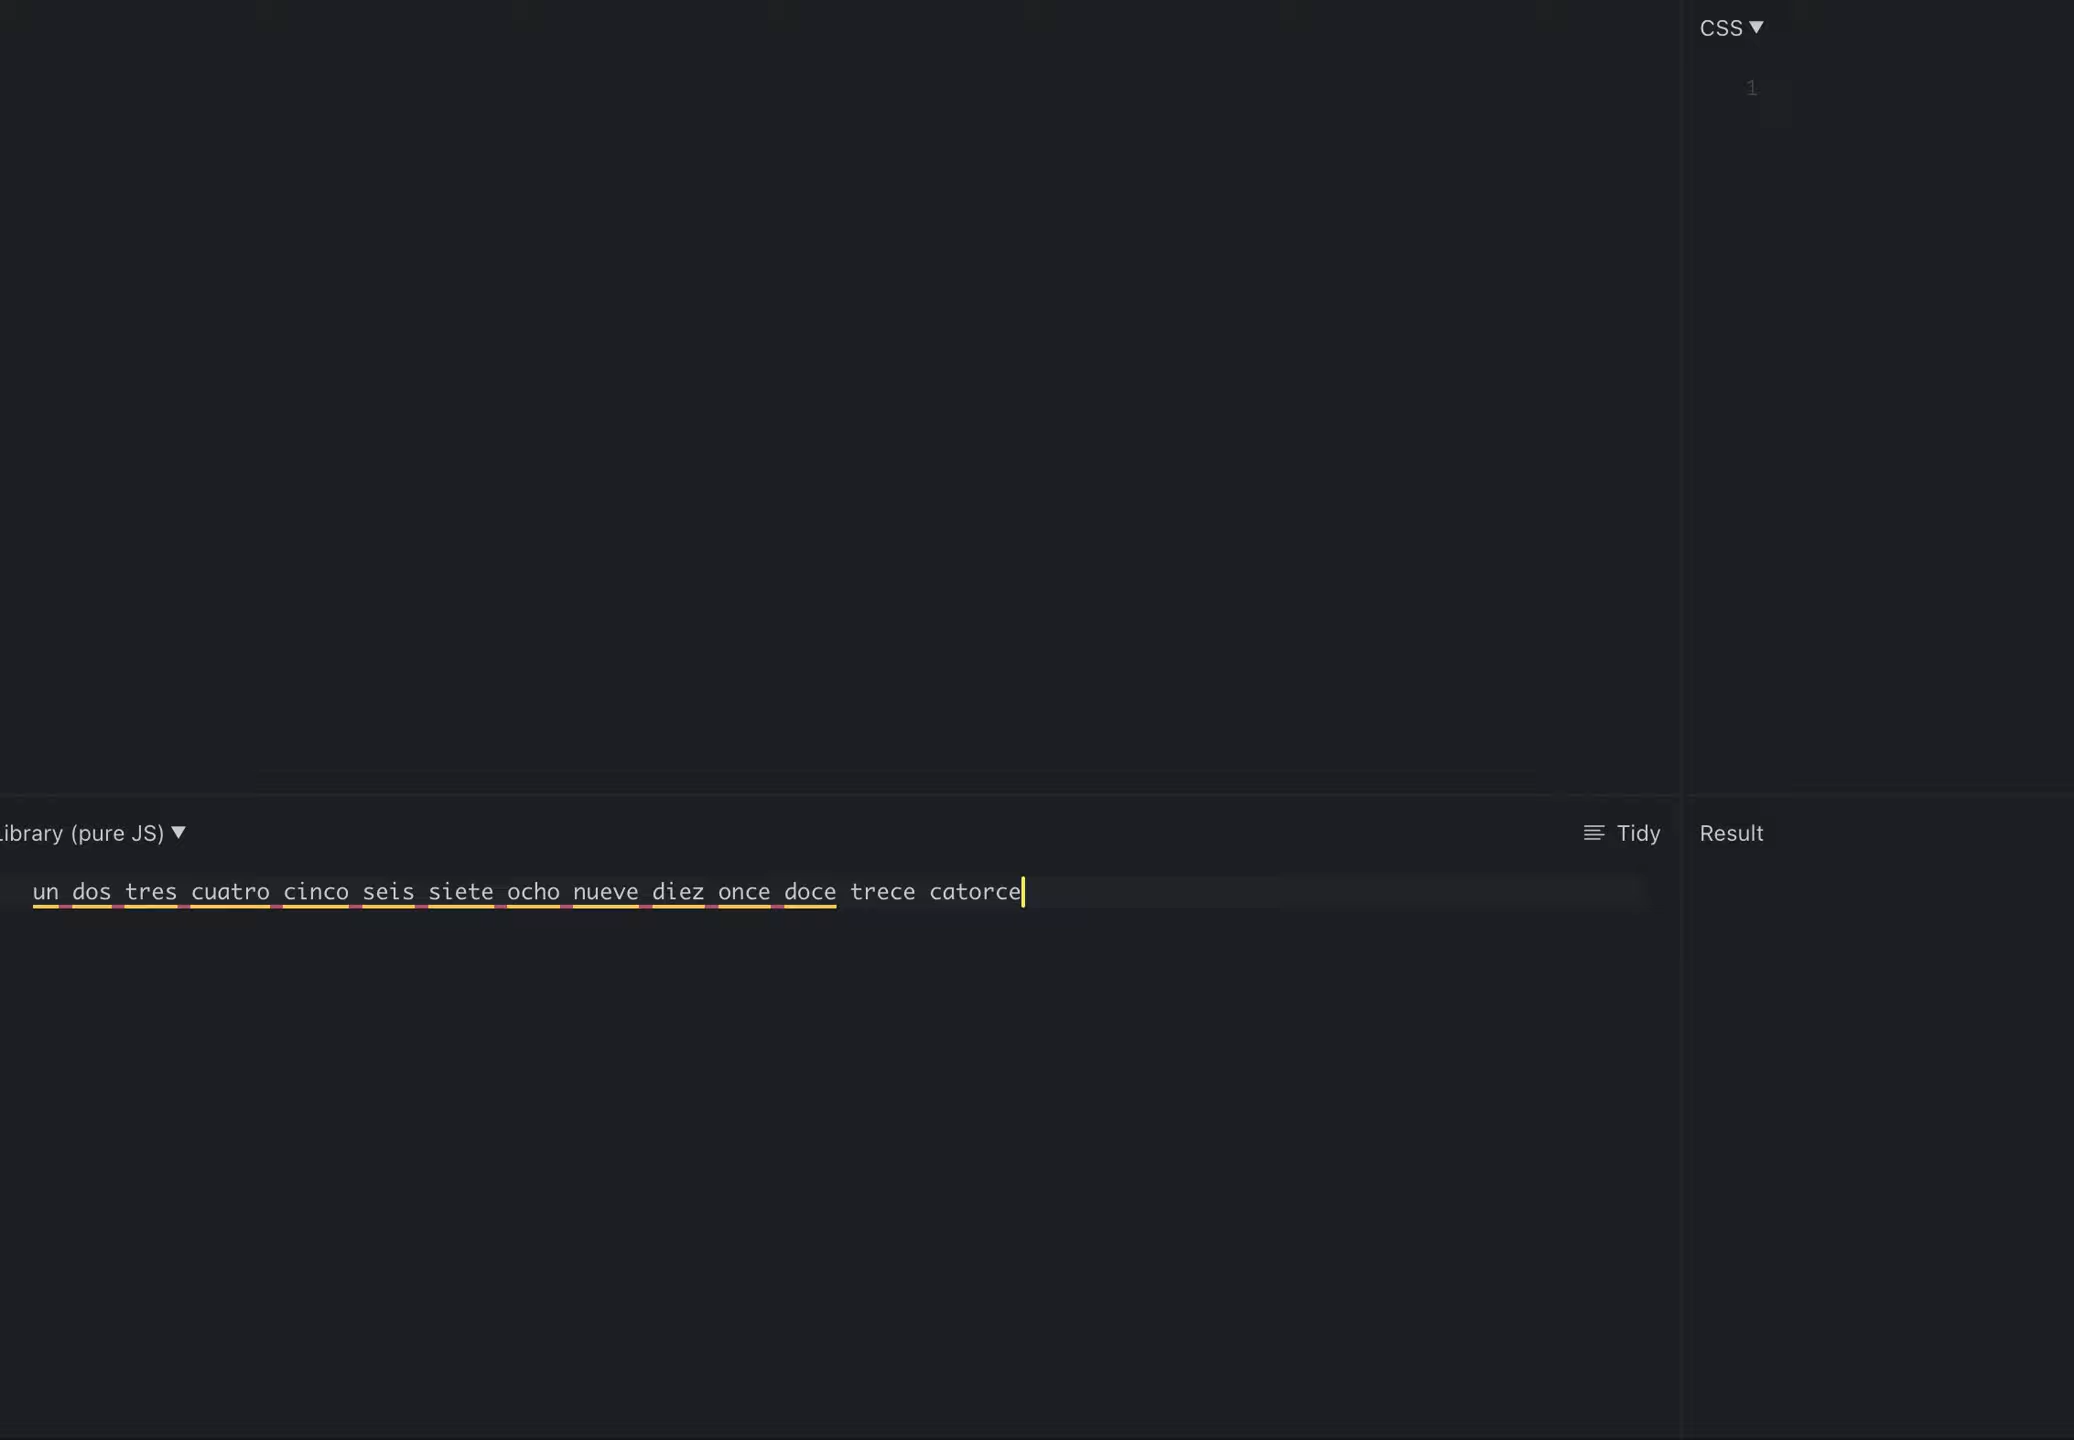 CSS ▼
1
Library (pure JS) ▼
Tidy
Result
un dos tres cuatro cinco seis siete ocho nueve diez once doce trece catorce